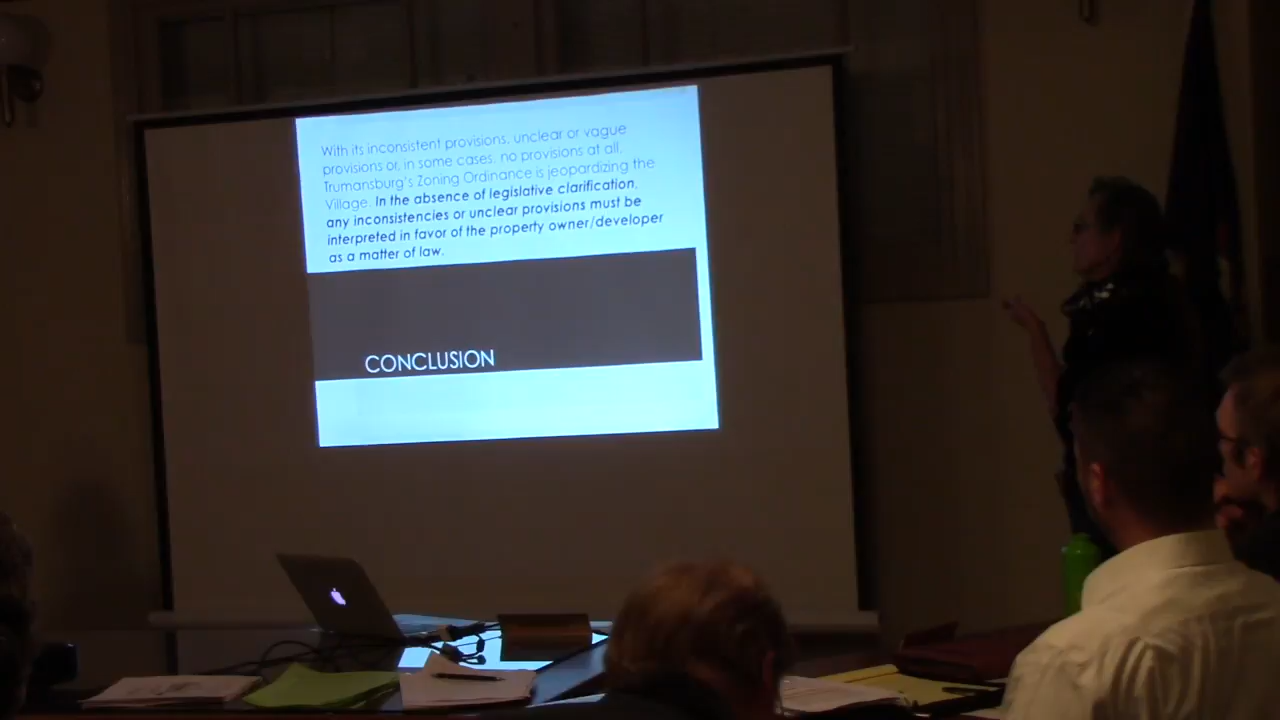 With its inconsistent provisions, unclear or vague
provisions or, in some cases, no provisions at all,
Trumansburg's Zoning Ordinance is jeopardizing the
Village. In the absence of legislative clarification,
any inconsistencies or unclear provisions must be
interpreted in favor of the property owner/developer
as a matter of law.
CONCLUSION